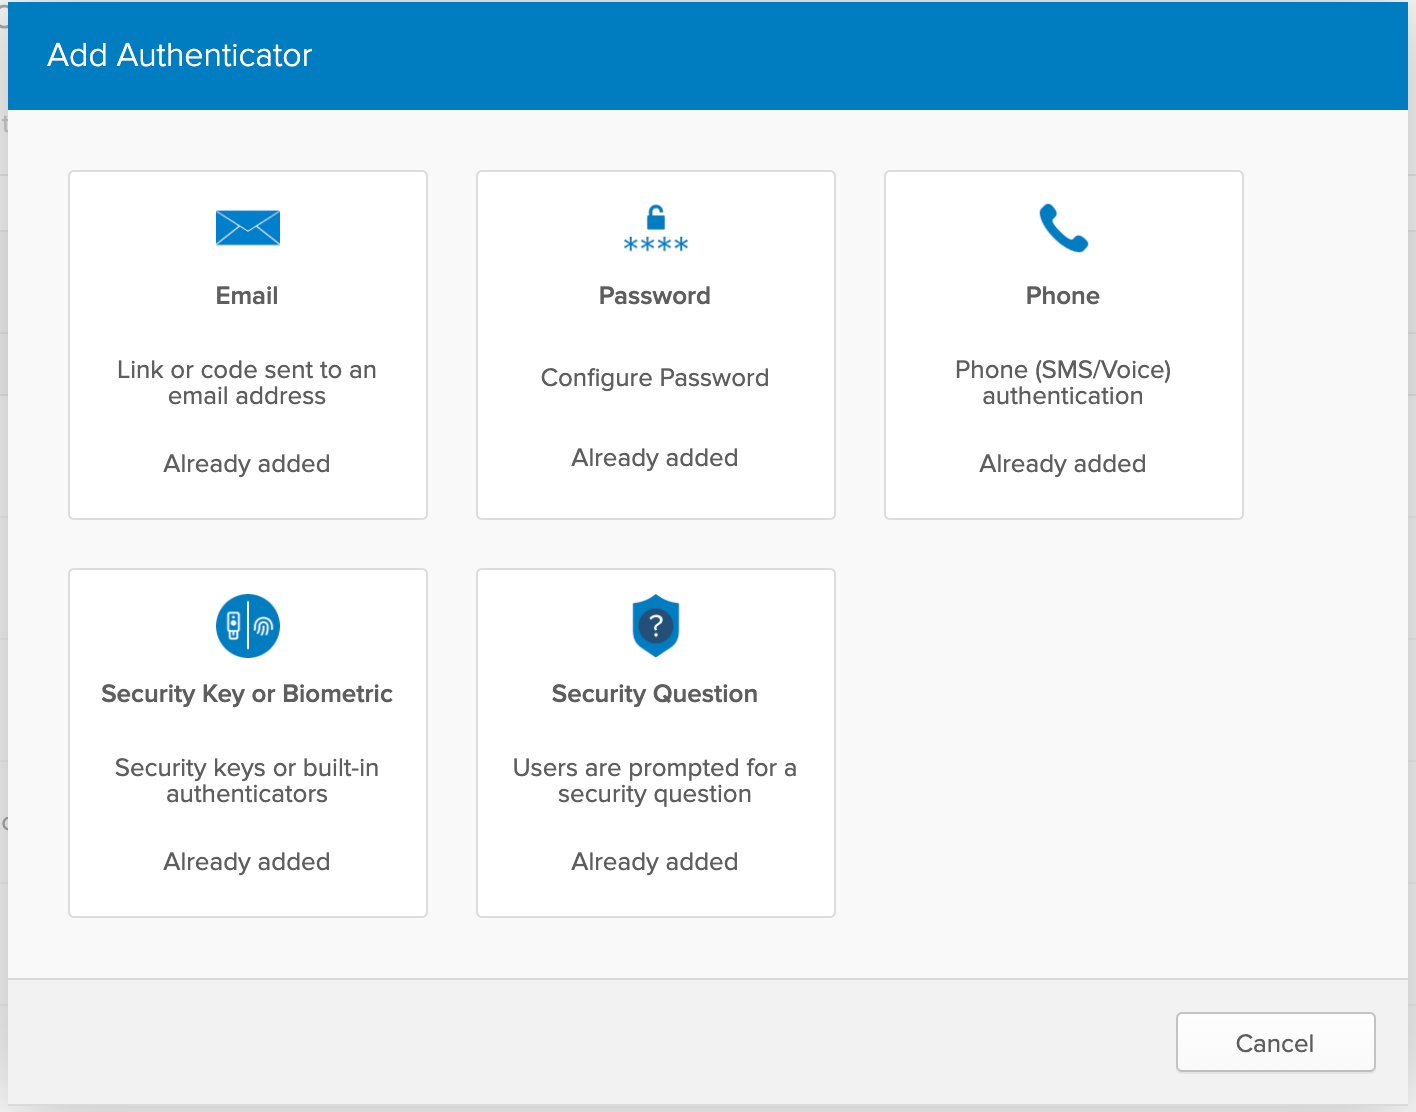 Add Authenticator
****
Email
Password
Phone
Link or code sent to an
email address
Configure Password
Phone (SMS/Voice)
authentication
Already added
Already added
Already added
?
Security Key or Biometric
Security Question
Security keys or built-in
authenticators
Users are prompted for a
security question
Already added
Already added
Cancel